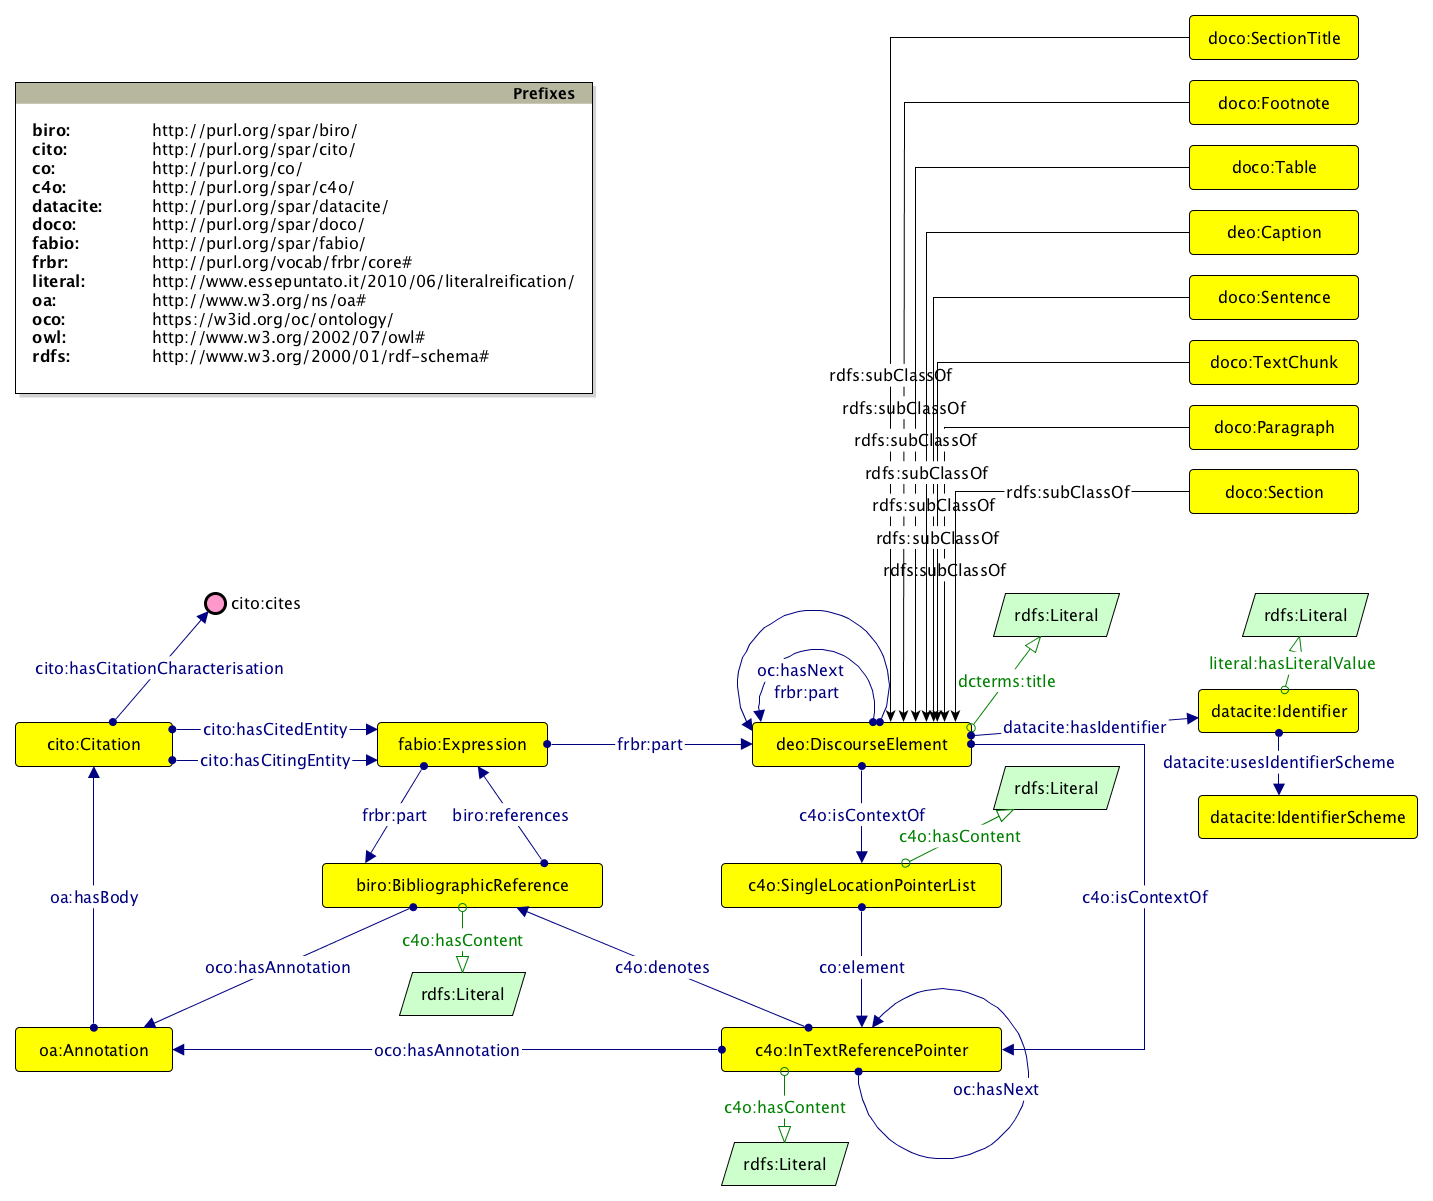 doco:SectionTitle
Prefixes
doco:Footnote
biro: http://purl.org/spar/biro/
cito: http://purl.org/spar/cito/
co: http://purl.org/co/
c4o: http://purl.org/spar/c4o/
datacite: http://purl.org/spar/datacite/
doco: http://purl.org/spar/doco/
fabio: http://purl.org/spar/fabio/
frbr: http://purl.org/vocab/frbr/core#
literal: http://www.essepuntato.it/2010/06/literalreification/
oa: http://www.w3.org/ns/oa#
oco: https://w3id.org/oc/ontology/
owl: http://www.w3.org/2002/07/owl#
rdfs: http://www.w3.org/2000/01/rdf-schema#
doco:Table
deo:Caption
doco:Sentence
doco:TextChunk
rdfs:subClassOf
rdfs:subClassOf
doco:Paragraph
rdfs:subClassOf
rdfs:subClassOf
rdfs:subClassOf
doco:Section
rdfs:subClassOf
rdfs:subClassOf
rdfs:subClassOf
cito:cites
rdfs:Literal
rdfs:Literal
cito:hasCitationCharacterisation
oc:hasNext
frbr:part
dcterms:title
literal:hasLiteralValue
datacite:Identifier
cito:Citation
cito:hasCitedEntity
cito:hasCitingEntity
fabio:Expression
frbr:part
deo:DiscourseElement
datacite:hasIdentifier
datacite:usesIdentifierScheme
rdfs:Literal
frbr:part
biro:references
c4o:isContextOf
c4o:hasContent
datacite:IdentifierScheme
biro:BibliographicReference
c4o:SingleLocationPointerList
oa:hasBody
c4o:isContextOf
c4o:hasContent
oco:hasAnnotation
c4o:denotes
co:element
rdfs:Literal
oa:Annotation
oco:hasAnnotation
c4o:InTextReferencePointer
oc:hasNext
c4o:hasContent
rdfs:Literal